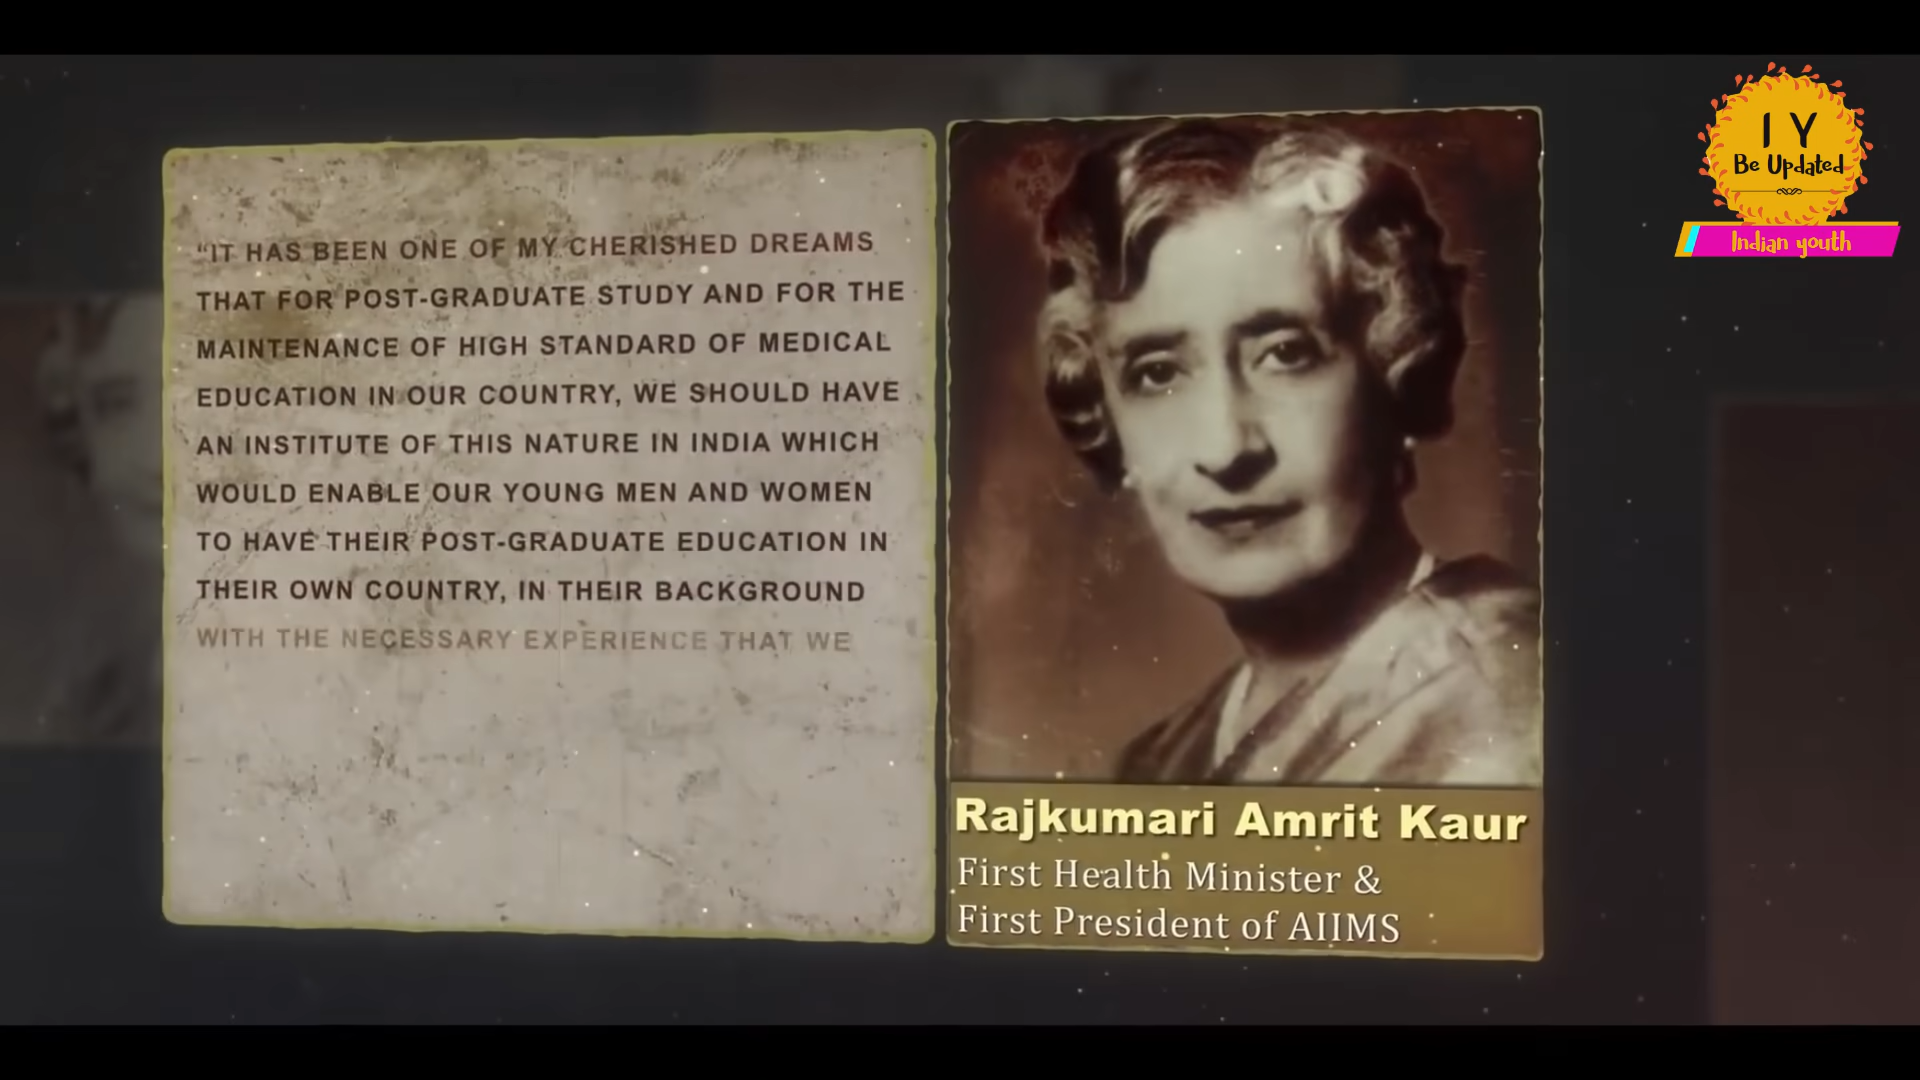 “IT HAS BEEN ONE OF MY CHERISHED DREAMS
THAT FOR POST-GRADUATE STUDY AND FOR THE
MAINTENANCE OF HIGH STANDARD OF MEDICAL
EDUCATION IN OUR COUNTRY, WE SHOULD HAVE
AN INSTITUTE OF THIS NATURE IN INDIA WHICH
WOULD ENABLE OUR YOUNG MEN AND WOMEN
TO HAVE THEIR POST-GRADUATE EDUCATION IN
THEIR OWN COUNTRY, IN THEIR BACKGROUND
WITH THE NECESSARY EXPERIENCE THAT WE
Rajkumari Amrit Kaur
First Health Minister &
First President of AIIMS
I Y
Be Updated
Indian youth